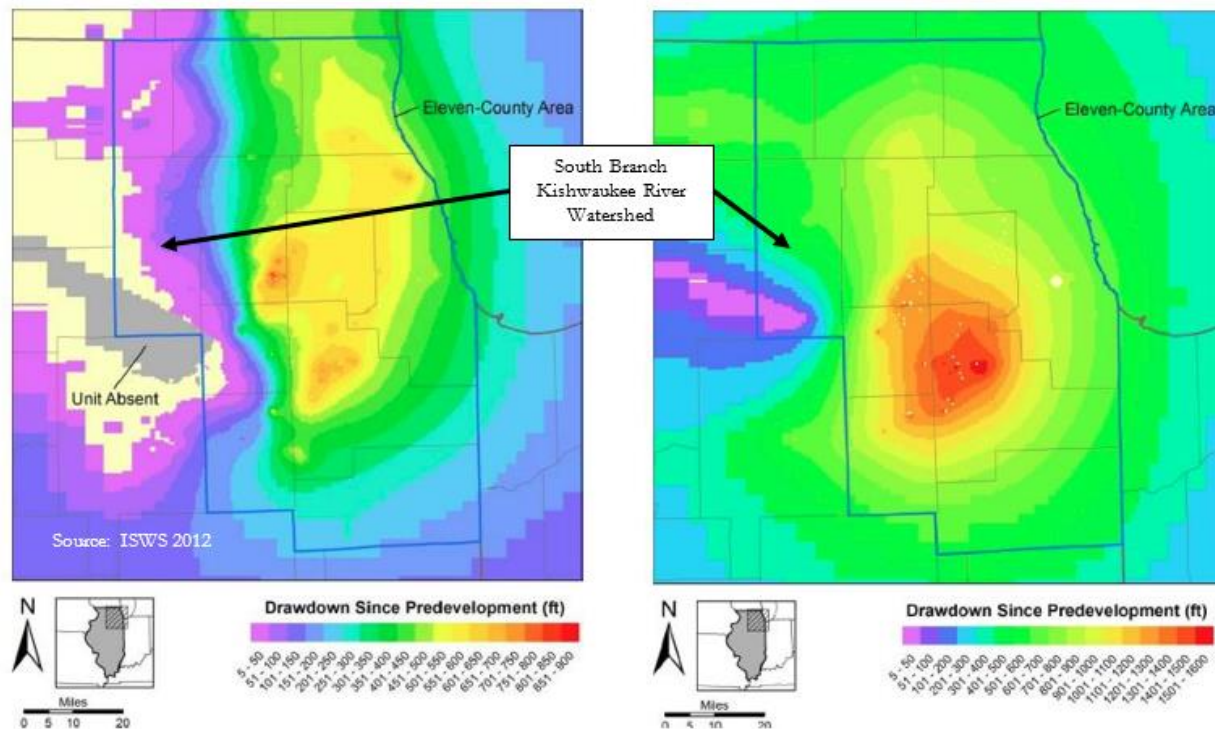 Eleven-County Area
Unit Absent
Source: ISWS 2012
South Branch
Kishwaukee River
Watershed
Eleven-County Area
N
Miles
0 5 10 20
Drawdown Since Predevelopment (ft)
5 - 50
51 - 100
101 - 150
151 - 200
201 - 250
251 - 300
301 - 350
351 - 400
401 - 450
451 - 500
501 - 550
551 - 600
601 - 650
651 - 700
701 - 750
751 - 800
801 - 850
851 - 900
N
Miles
0 5 10 20
Drawdown Since Predevelopment (ft)
5 - 50
51 - 100
101 - 200
201 - 300
301 - 400
401 - 500
501 - 600
601 - 700
701 - 800
801 - 900
901 - 1000
1001 - 1100
1101 - 1200
1201 - 1300
1301 - 1400
1401 - 1500
1501 - 1600